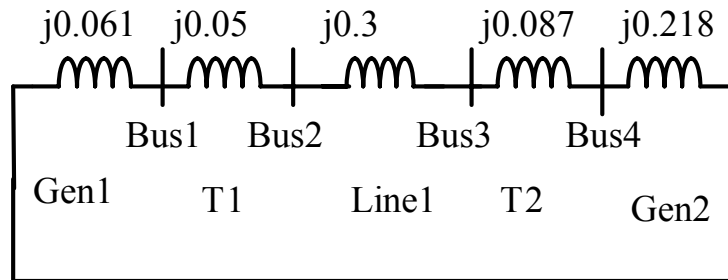 j0.061 j0.05 j0.3 j0.087 j0.218
Bus1 Bus2 Bus3 Bus4
Gen1 T1 Line1 T2 Gen2